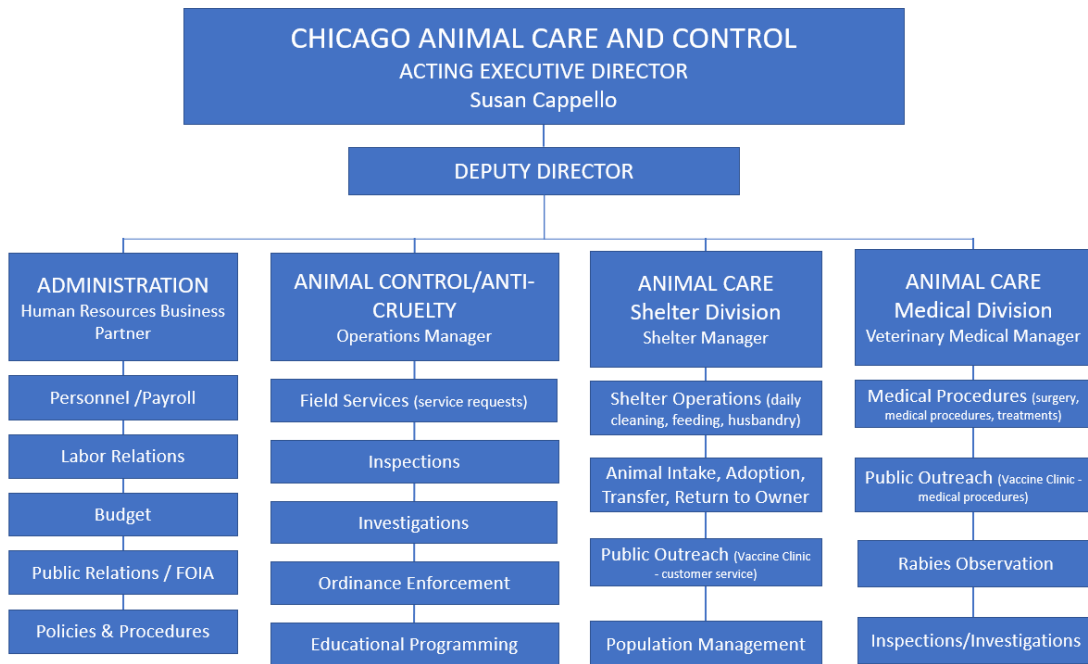 CHICAGO ANIMAL CARE AND CONTROL
ACTING EXECUTIVE DIRECTOR
Susan Cappello
DEPUTY DIRECTOR
ADMINISTRATION
Human Resources Business
Partner
Personnel /Payroll
Labor Relations
Budget
Public Relations / FOIA
Policies & Procedures
ANIMAL CONTROL/ANTI-
CRUELTY
Operations Manager
Field Services (service requests)
Inspections
Investigations
Ordinance Enforcement
Educational Programming
ANIMAL CARE
Shelter Division
Shelter Manager
Shelter Operations (daily
cleaning, feeding, husbandry)
Animal Intake, Adoption,
Transfer, Return to Owner
Public Outreach (Vaccine Clinic
- customer service)
Population Management
ANIMAL CARE
Medical Division
Veterinary Medical Manager
Medical Procedures (surgery,
medical procedures, treatments)
Public Outreach (Vaccine Clinic -
medical procedures)
Rabies Observation
Inspections/Investigations